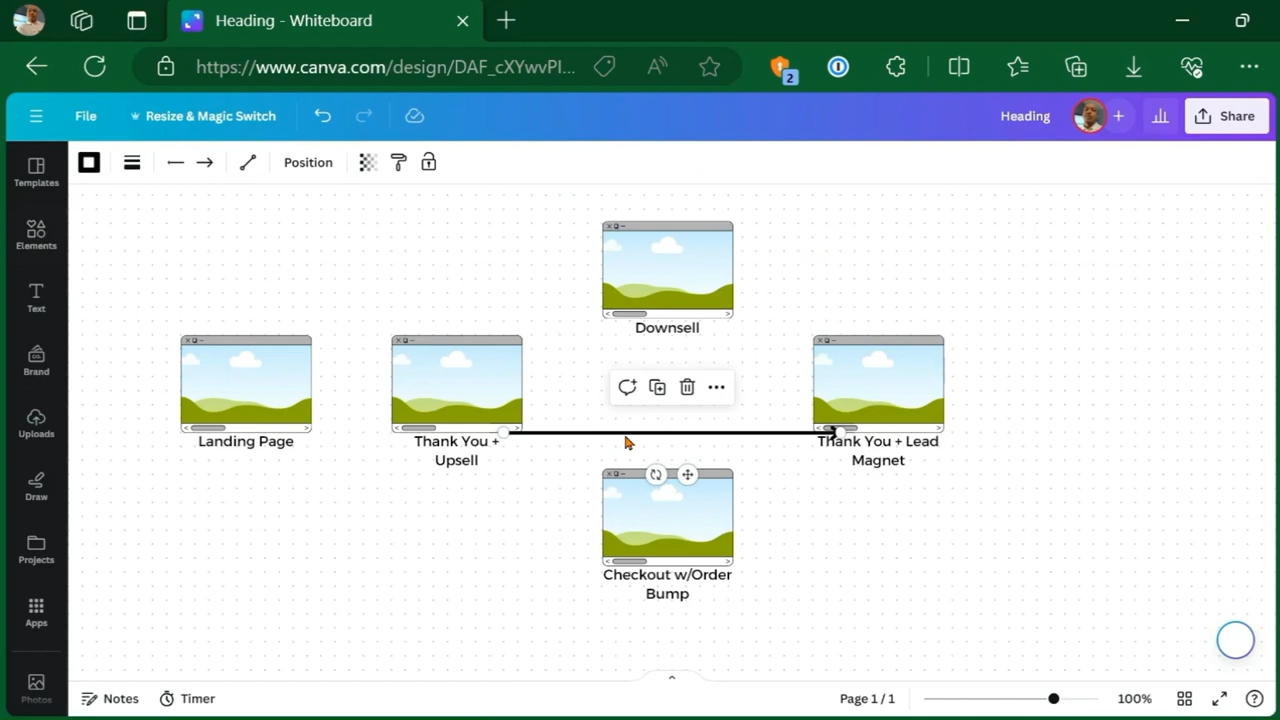 Heading - Whiteboard
https://www.canva.com/design/DAF_cXYwvPI...
2
File
Resize & Magic Switch
Heading
Share
Position
Templates
Elements
Text
Brand
Uploads
Draw
Projects
Apps
Photos
Downsell
Landing Page
Thank You +
Upsell
Thank You + Lead
Magnet
Checkout w/Order
Bump
Notes
Timer
Page 1 / 1
100%